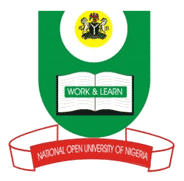 WORK & LEARN
NATIONAL OPEN UNIVERSITY OF NIGERIA